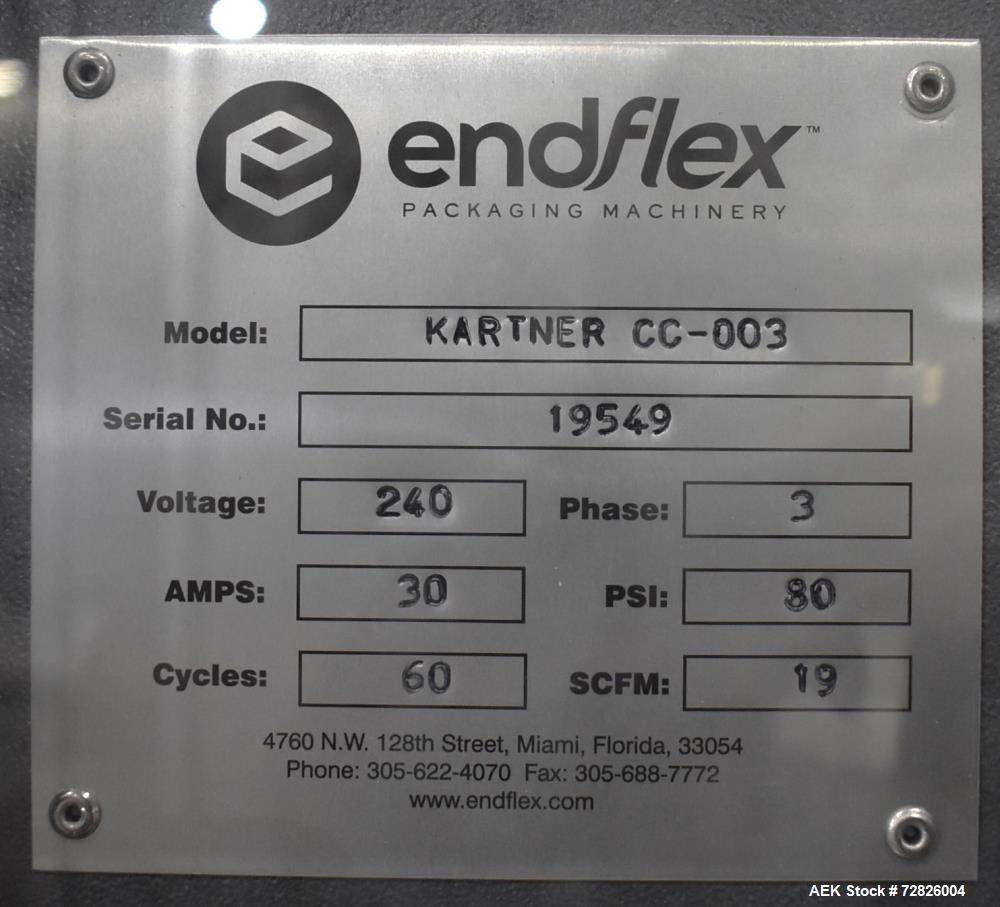 endflex™
PACKAGING MACHINERY
Model: KARTNER CC-003
Serial No.: 19549
Voltage: 240 Phase: 3
AMPS: 30 PSI: 80
Cycles: 60 SCFM: 19
4760 N.W. 128th Street, Miami, Florida, 33054
Phone: 305-622-4070 Fax: 305-688-7772
www.endflex.com
AEK Stock # 72826004